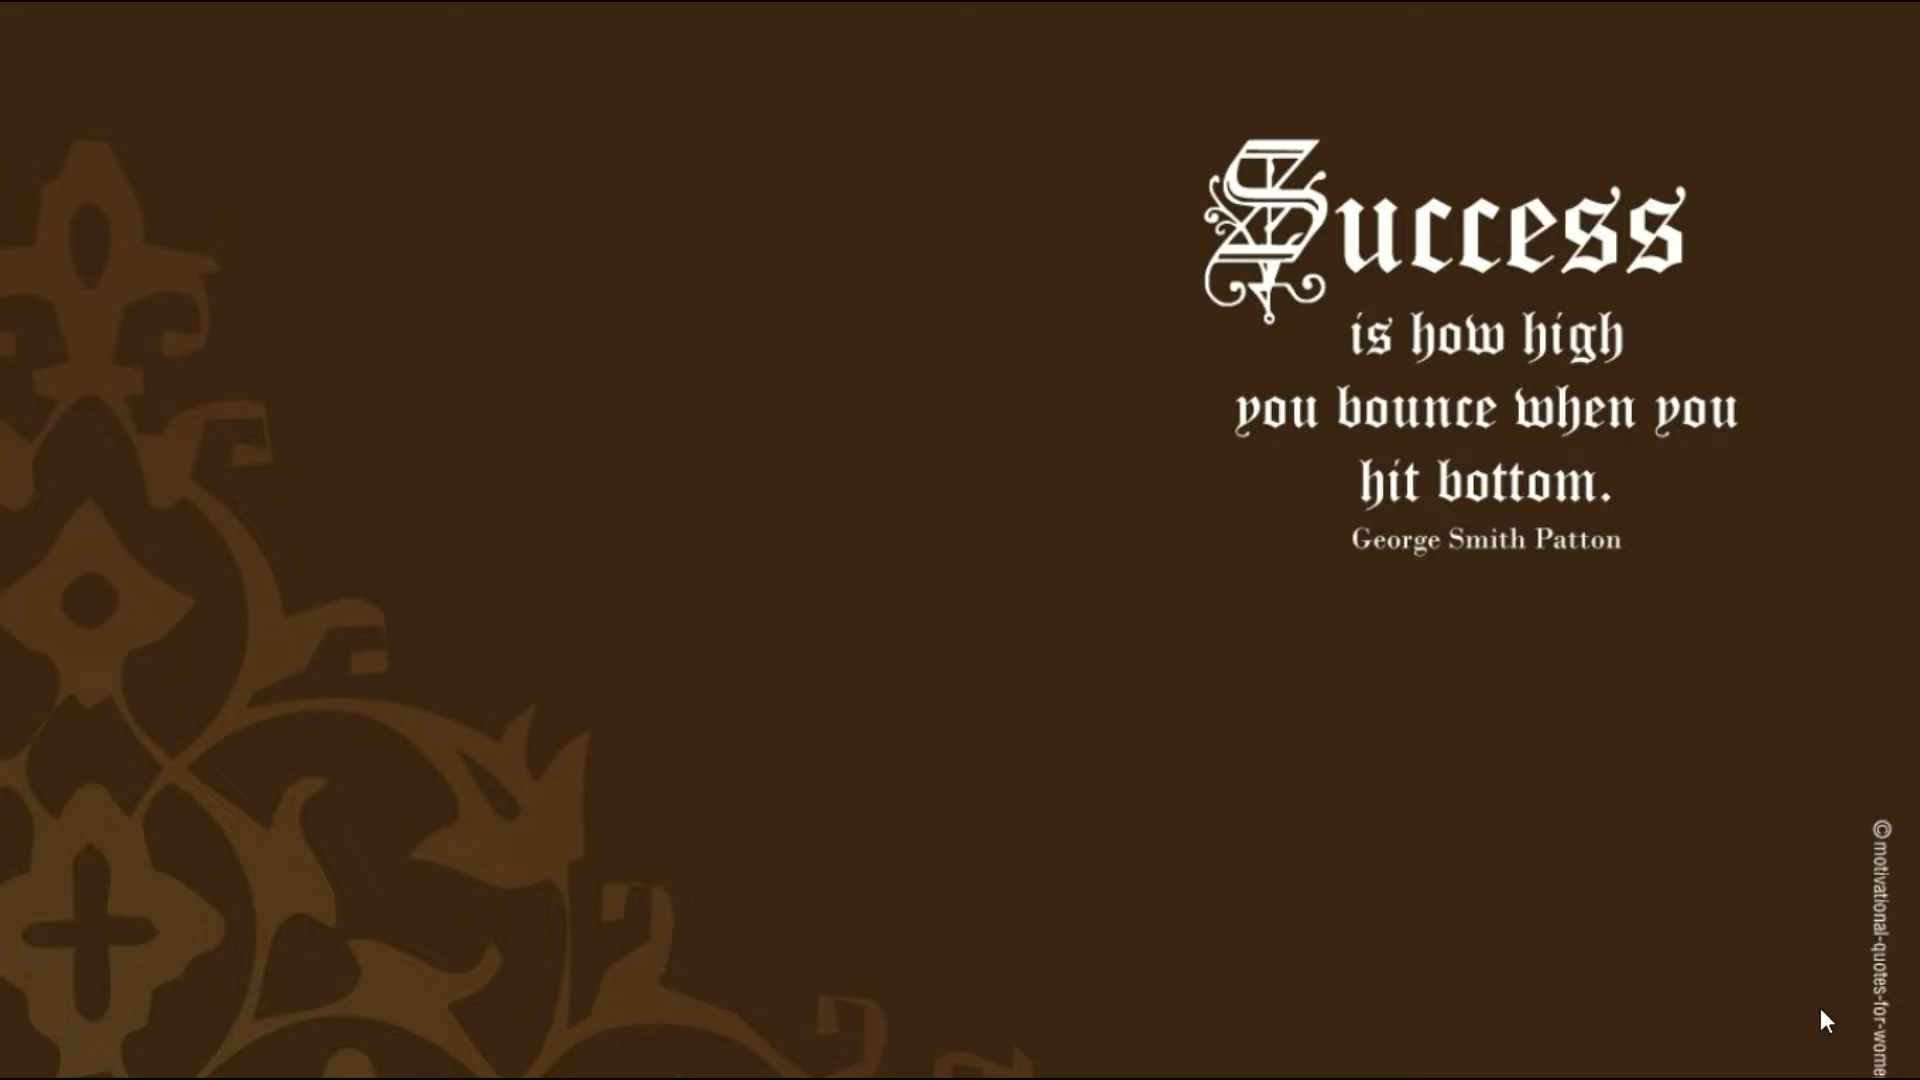 Success
is how high
you bounce when you
hit bottom.
George Smith Patton
©motivational-quotes-for-wome